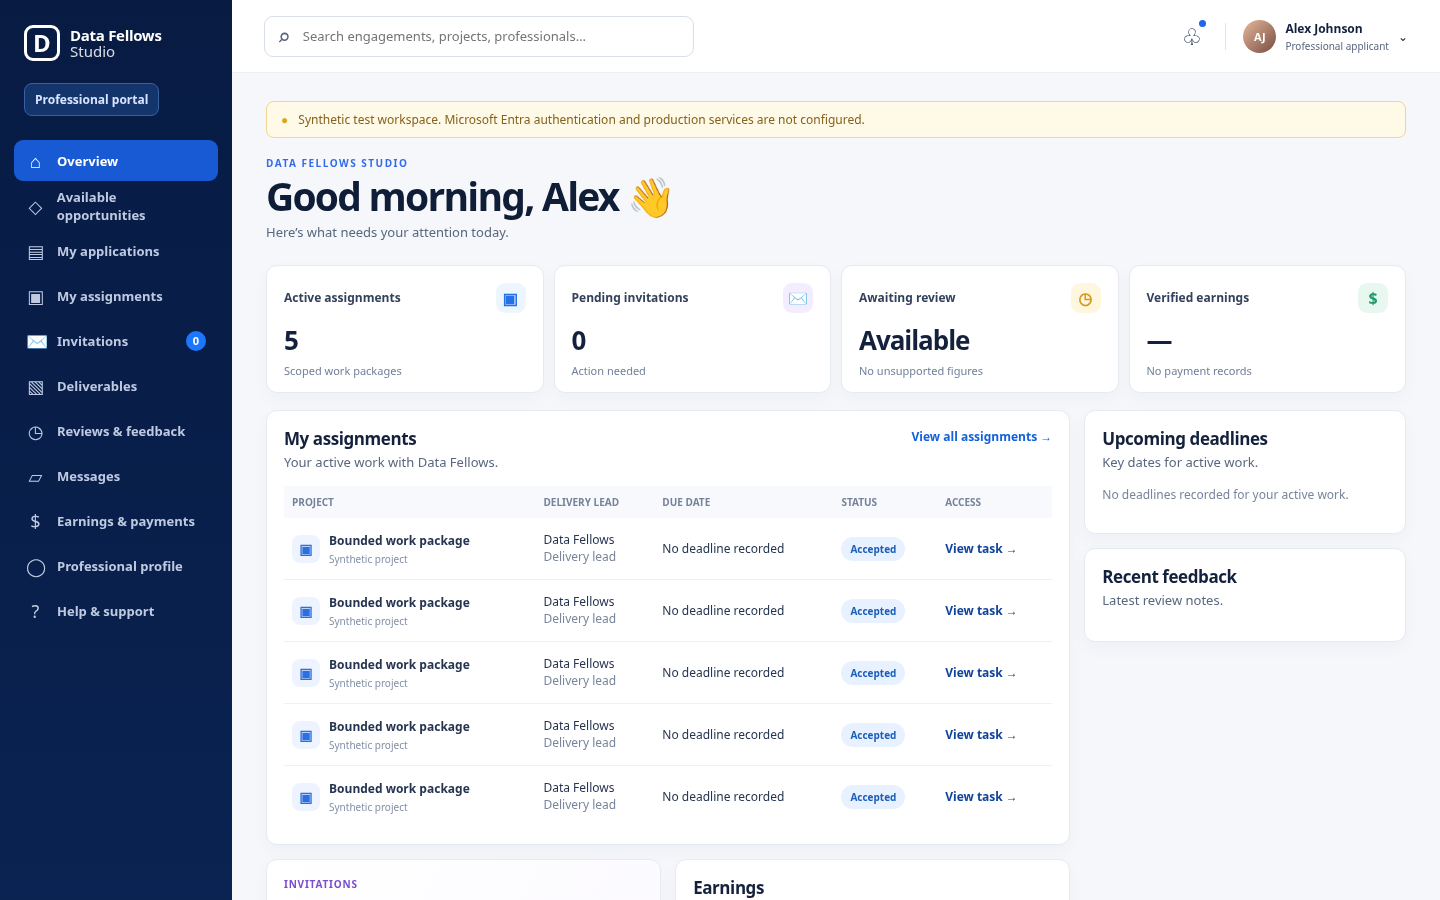 D
Data Fellows
Studio
Professional portal
Overview
Available
opportunities
My applications
My assignments
Invitations
0
Deliverables
Reviews & feedback
Messages
$
Earnings & payments
Professional profile
?
Help & support
Search engagements, projects, professionals...
AJ
Alex Johnson
Professional applicant
Synthetic test workspace. Microsoft Entra authentication and production services are not configured.
DATA FELLOWS STUDIO
Good morning, Alex 👋
Here’s what needs your attention today.
Active assignments
5
Scoped work packages
Pending invitations
0
Action needed
Awaiting review
Available
No unsupported figures
Verified earnings
$
—
No payment records
My assignments
View all assignments →
Your active work with Data Fellows.
PROJECT DELIVERY LEAD DUE DATE STATUS ACCESS
Bounded work package
Synthetic project
Data Fellows
Delivery lead
No deadline recorded
Accepted
View task →
Bounded work package
Synthetic project
Data Fellows
Delivery lead
No deadline recorded
Accepted
View task →
Bounded work package
Synthetic project
Data Fellows
Delivery lead
No deadline recorded
Accepted
View task →
Bounded work package
Synthetic project
Data Fellows
Delivery lead
No deadline recorded
Accepted
View task →
Bounded work package
Synthetic project
Data Fellows
Delivery lead
No deadline recorded
Accepted
View task →
Upcoming deadlines
Key dates for active work.
No deadlines recorded for your active work.
Recent feedback
Latest review notes.
INVITATIONS
Earnings